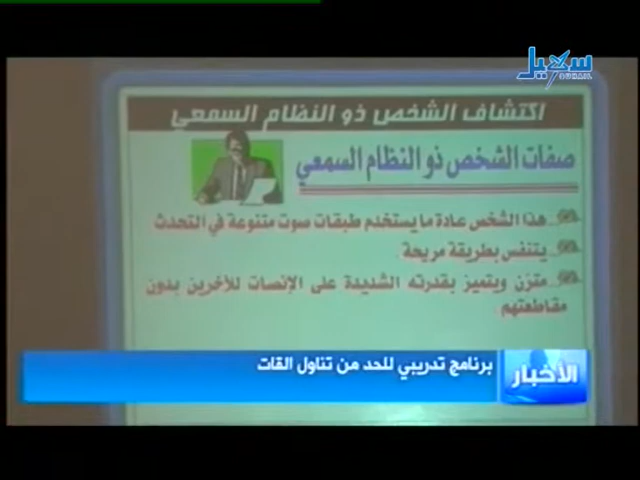 سهيل
SUHAIL
اكتشاف الشخص ذو النظام السمعي
صفات الشخص ذو النظام السمعي
هذا الشخص عادة ما يستخدم طبقات صوت متنوعة في التحدث
يتنفس بطريقة مريحة.
متزن ويتميز بقدرته الشديدة على الإنصات للآخرين بدون
مقاطعتهم
الأخبار
برنامج تدريبي للحد من تناول القات